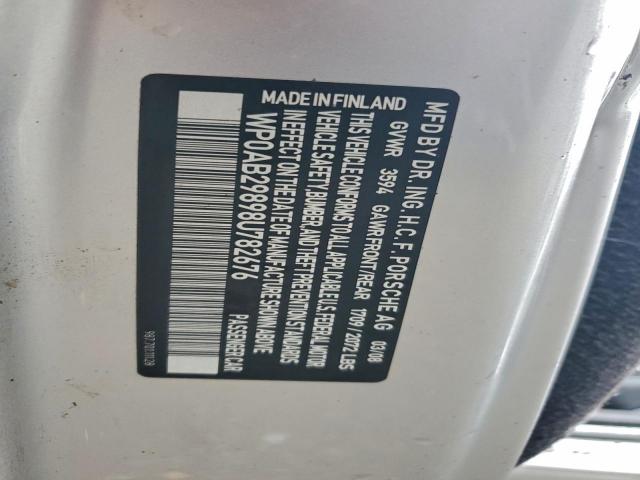 MFD BY DR. ING. H.C. F. PORSCHE AG 03/08
GVWR 3594 GAWR FRONT/REAR 1709 / 2072 LBS
THIS VEHICLE CONFORMS TO ALL APPLICABLE U.S. FEDERAL MOTOR
VEHICLE SAFETY, BUMPER, AND THEFT PREVENTION STANDARDS
IN EFFECT ON THE DATE OF MANUFACTURE SHOWN ABOVE
MADE IN FINLAND PASSENGER CAR
WP0AB29898U782676